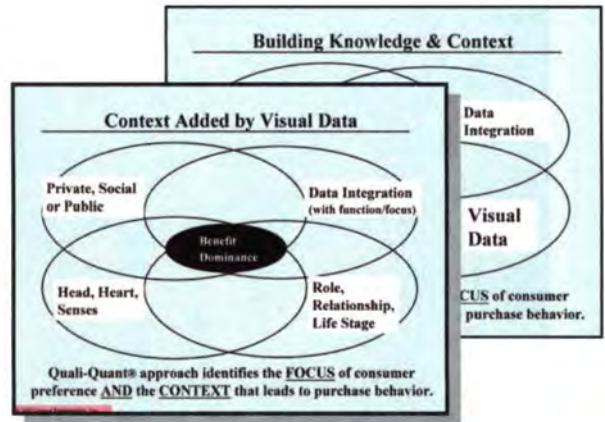 Building Knowledge & Context
Data
Integration
Visual
Data
CUS of consumer
purchase behavior.
Context Added by Visual Data
Private, Social
or Public
Data Integration
(with function/focus)
Benefit
Dominance
Head, Heart,
Senses
Role,
Relationship,
Life Stage
Quali-Quant® approach identifies the FOCUS of consumer
preference AND the CONTEXT that leads to purchase behavior.